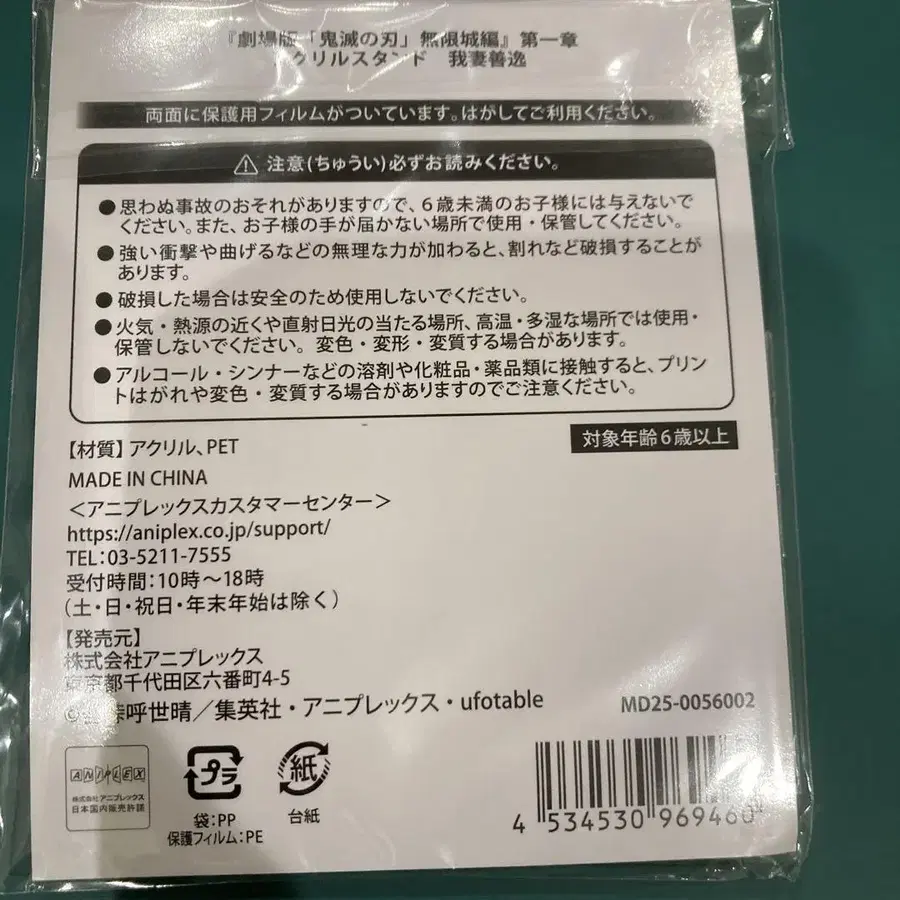 『劇場版「鬼滅の刃」無限城編』第一章
クリルスタンド 我妻善逸
両面に保護用フィルムがついています。はがしてご利用ください。
注意(ちゅうい)必ずお読みください。
●思わぬ事故のおそれがありますので、6歳未満のお子様には与えないで
ください。また、お子様の手が届かない場所で使用・保管してください。
●強い衝撃や曲げるなどの無理な力が加わると、割れなど破損することが
あります。
●破損した場合は安全のため使用しないでください。
●火気・熱源の近くや直射日光の当たる場所、高温・多湿な場所では使用・
保管しないでください。変色・変形・変質する場合があります。
●アルコール・シンナーなどの溶剤や化粧品・薬品類に接触すると、プリン
トはがれや変色・変質する場合がありますのでご注意ください。
【材質】アクリル、PET
対象年齢6歳以上
MADE IN CHINA
＜アニプレックスカスタマーセンター＞
https://aniplex.co.jp/support/
TEL:03-5211-7555
受付時間:10時～18時
(土・日・祝日・年末年始は除く)
【発売元】
株式会社アニプレックス
東京都千代田区六番町4-5
呼世晴／集英社・アニプレックス・ufotable
MD25-0056002
ANIPLEX
株式会社アニプレックス
日本国内販売許諾
プラ
袋:PP
保護フィルム:PE
紙
台紙
4 534530 969460